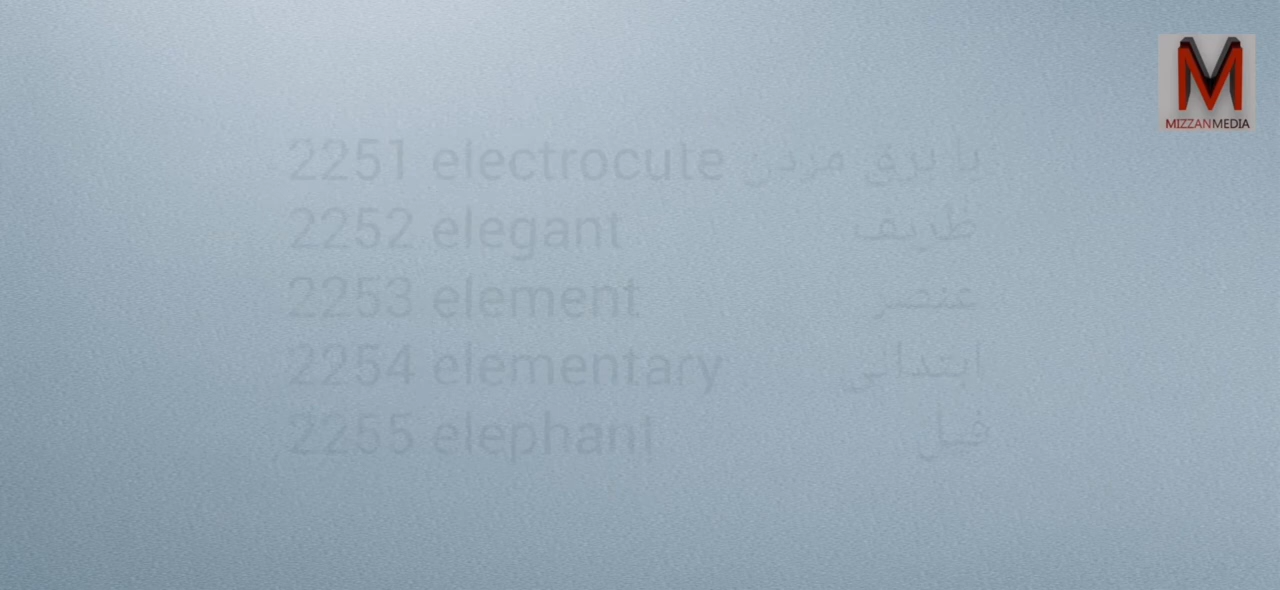 MIZZANMEDIA
2251 electrocute با برق مردن
2252 elegant ظریف
2253 element عنصر
2254 elementary ابتدائی
2255 elephant فیل